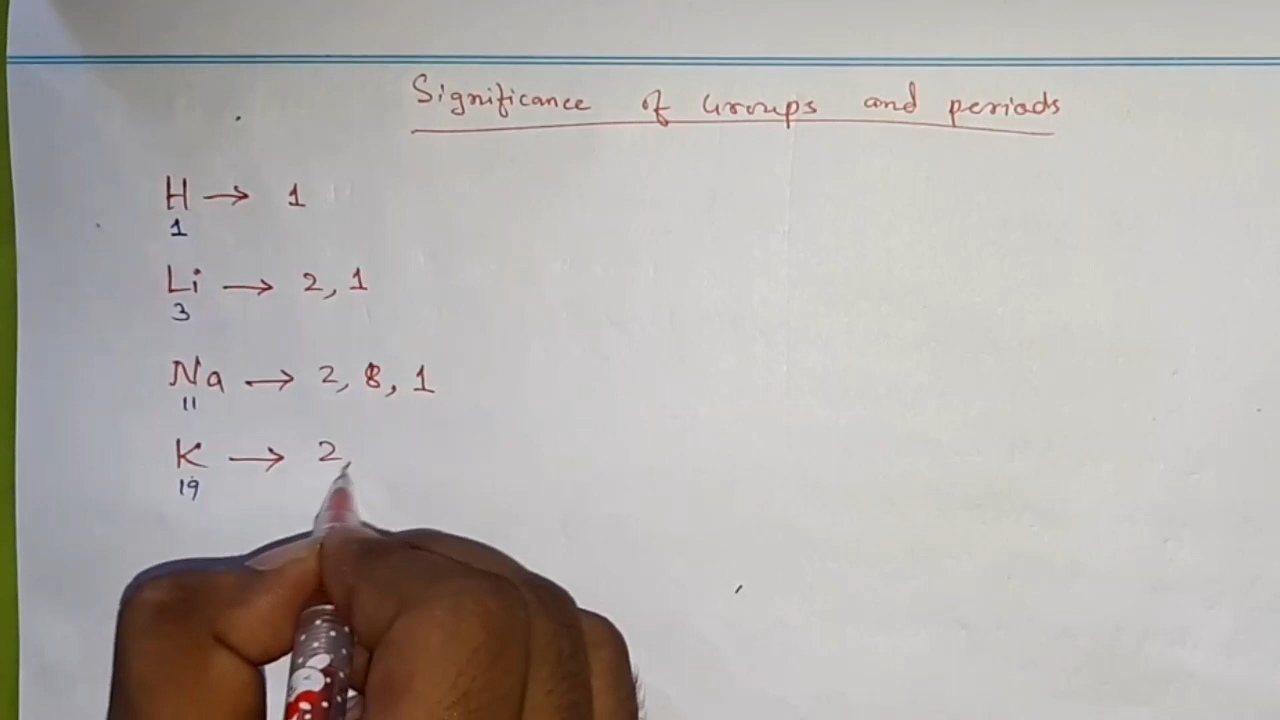 Significance of Groups and periods
H → 1
1
Li → 2, 1
3
Na → 2, 8, 1
11
K → 2,
19